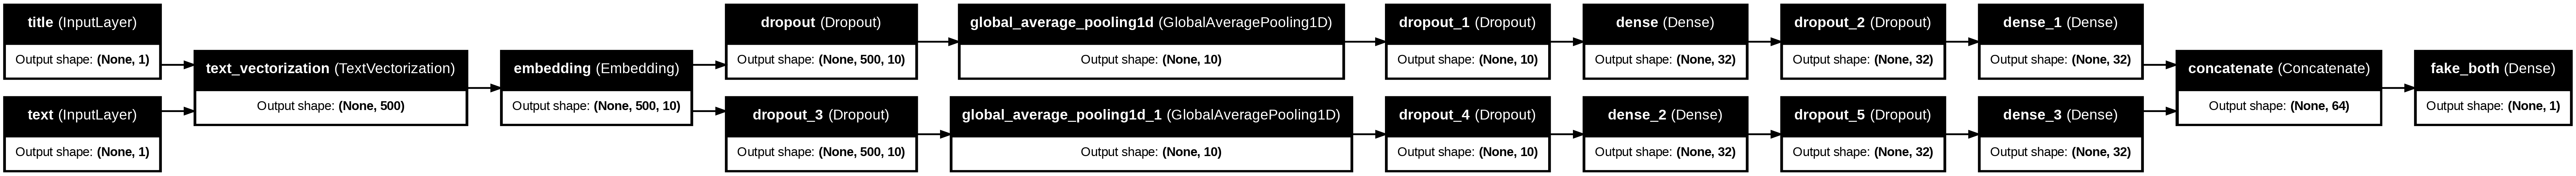 title (InputLayer)
Output shape: (None, 1)
text (InputLayer)
Output shape: (None, 1)
text_vectorization (TextVectorization)
Output shape: (None, 500)
embedding (Embedding)
Output shape: (None, 500, 10)
dropout (Dropout)
Output shape: (None, 500, 10)
global_average_pooling1d (GlobalAveragePooling1D)
Output shape: (None, 10)
dropout_1 (Dropout)
Output shape: (None, 10)
dense (Dense)
Output shape: (None, 32)
dropout_2 (Dropout)
Output shape: (None, 32)
dense_1 (Dense)
Output shape: (None, 32)
dropout_3 (Dropout)
Output shape: (None, 500, 10)
global_average_pooling1d_1 (GlobalAveragePooling1D)
Output shape: (None, 10)
dropout_4 (Dropout)
Output shape: (None, 10)
dense_2 (Dense)
Output shape: (None, 32)
dropout_5 (Dropout)
Output shape: (None, 32)
dense_3 (Dense)
Output shape: (None, 32)
concatenate (Concatenate)
Output shape: (None, 64)
fake_both (Dense)
Output shape: (None, 1)